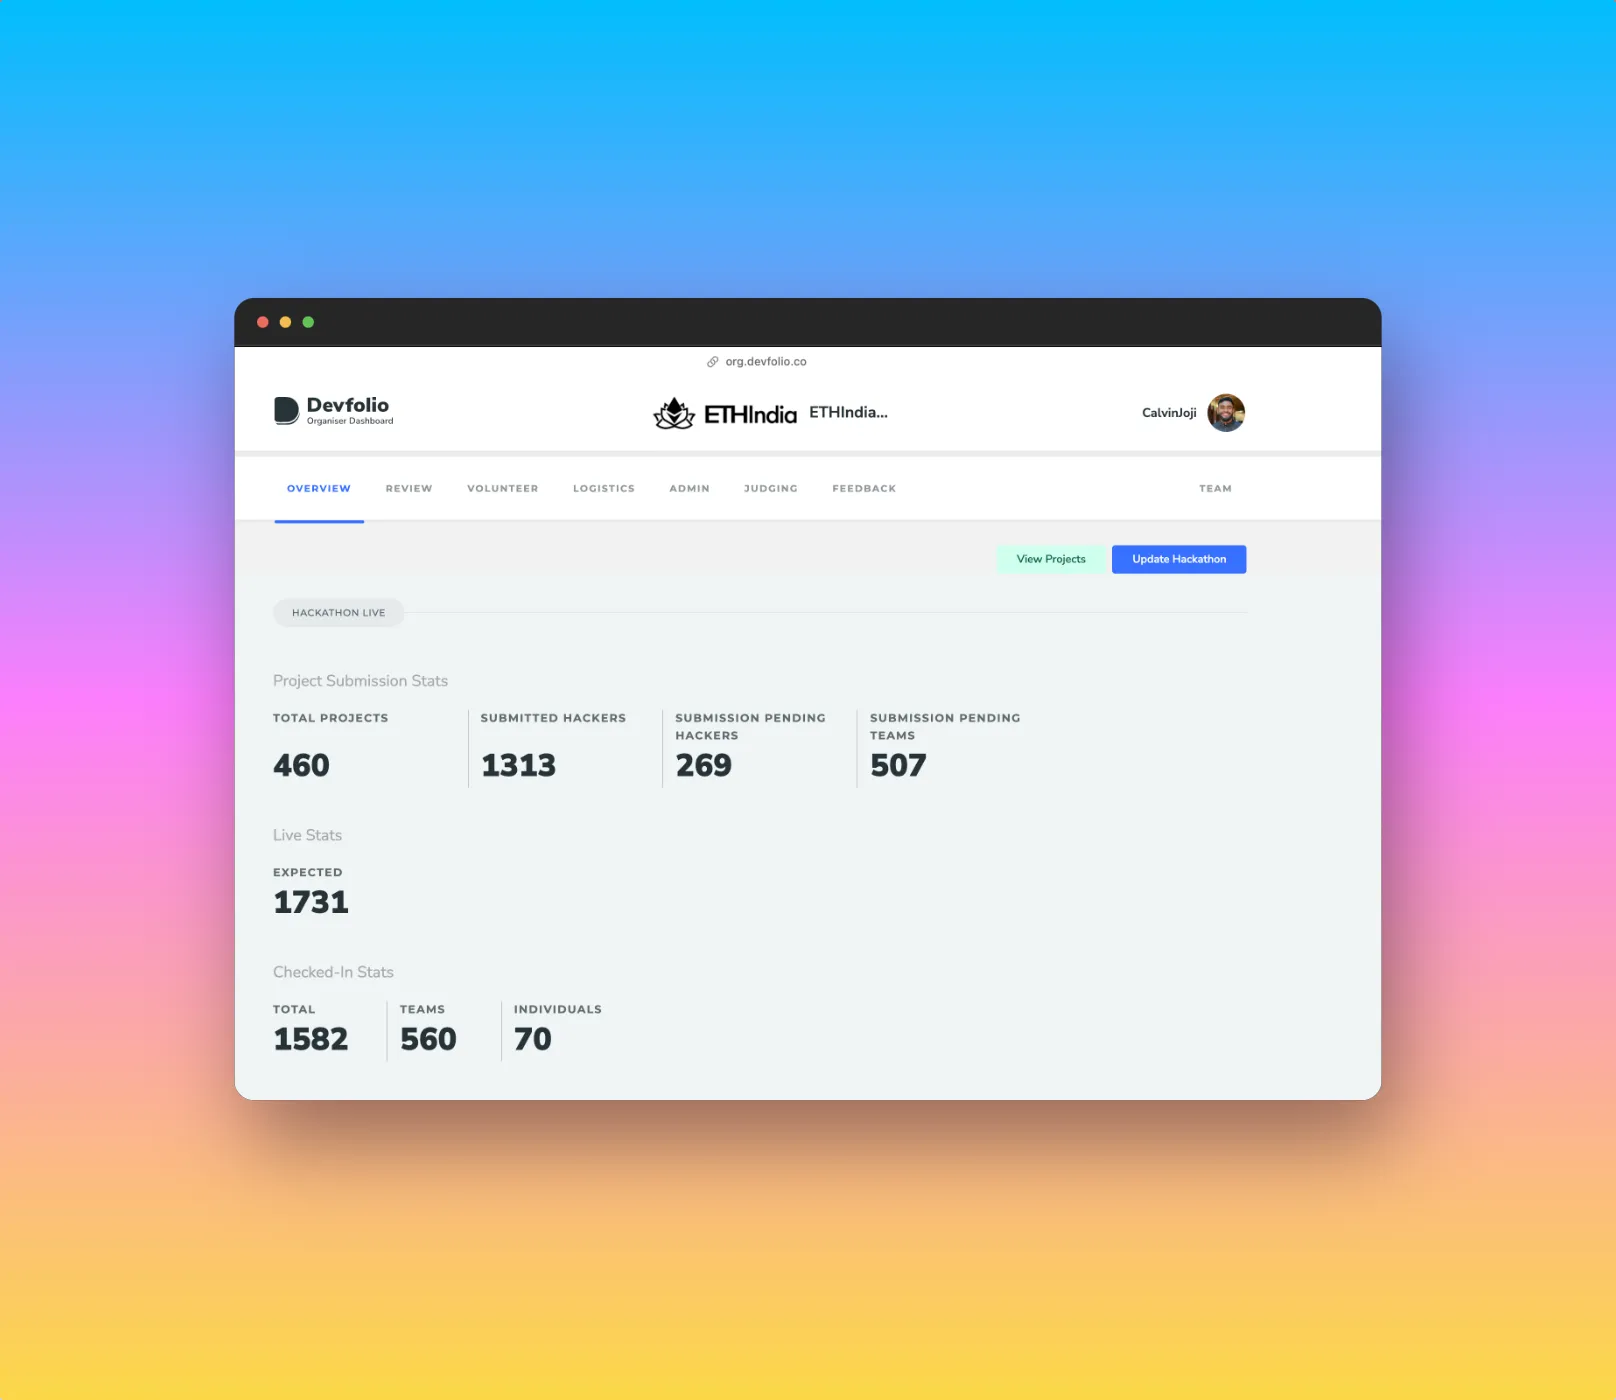 org.devfolio.co
Devfolio
Organiser Dashboard
ETHIndia ETHIndia...
CalvinJoji
OVERVIEW REVIEW VOLUNTEER LOGISTICS ADMIN JUDGING FEEDBACK TEAM
View Projects Update Hackathon
HACKATHON LIVE
Project Submission Stats
TOTAL PROJECTS
460
SUBMITTED HACKERS
1313
SUBMISSION PENDING
HACKERS
269
SUBMISSION PENDING
TEAMS
507
Live Stats
EXPECTED
1731
Checked-In Stats
TOTAL
1582
TEAMS
560
INDIVIDUALS
70